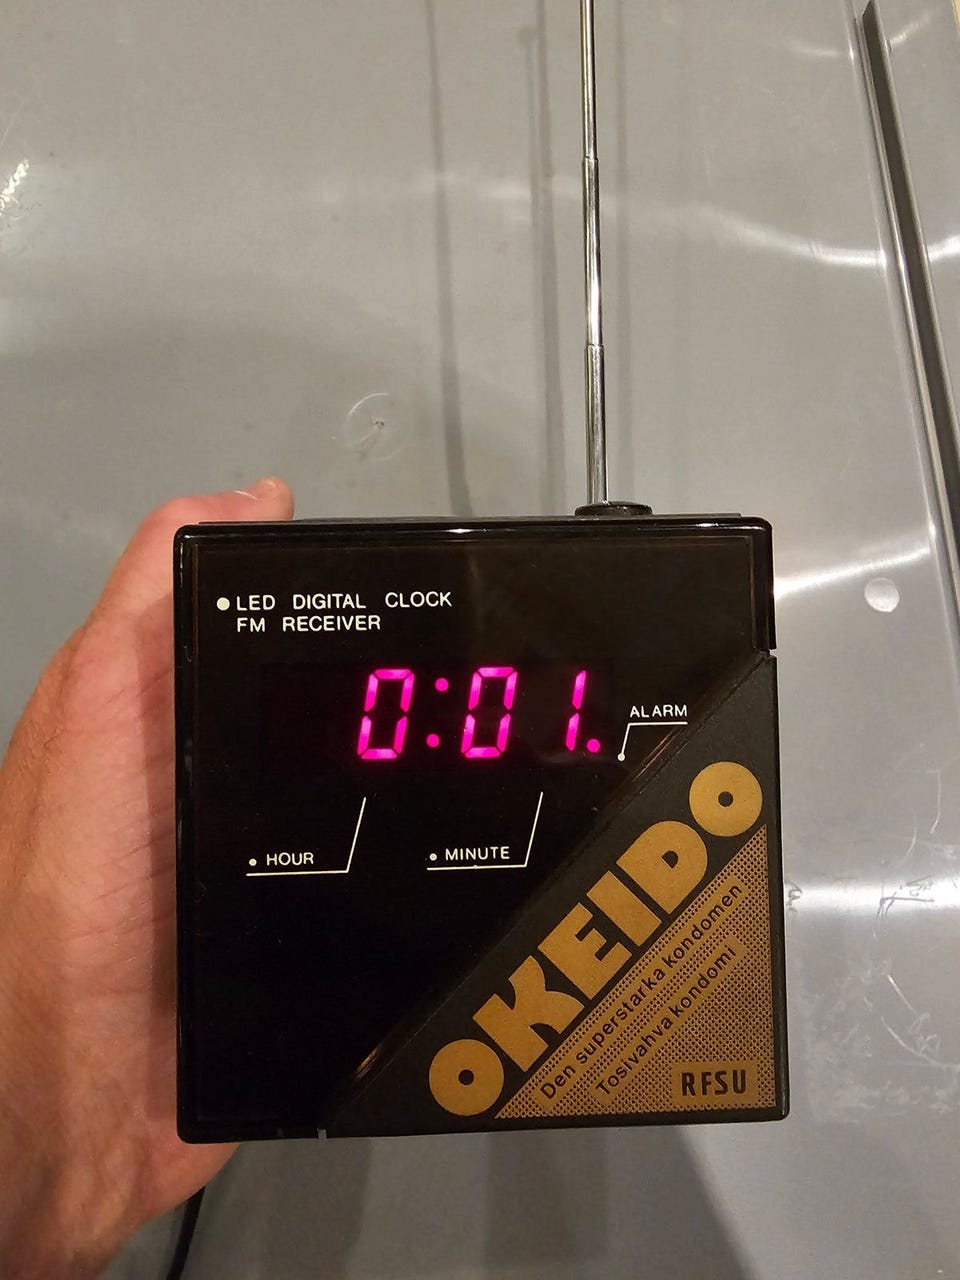 LED DIGITAL CLOCK
FM RECEIVER
0:01.
ALARM
HOUR
MINUTE
OKEIDO
Den superstarka kondomen
Tosivahva kondomi
RFSU